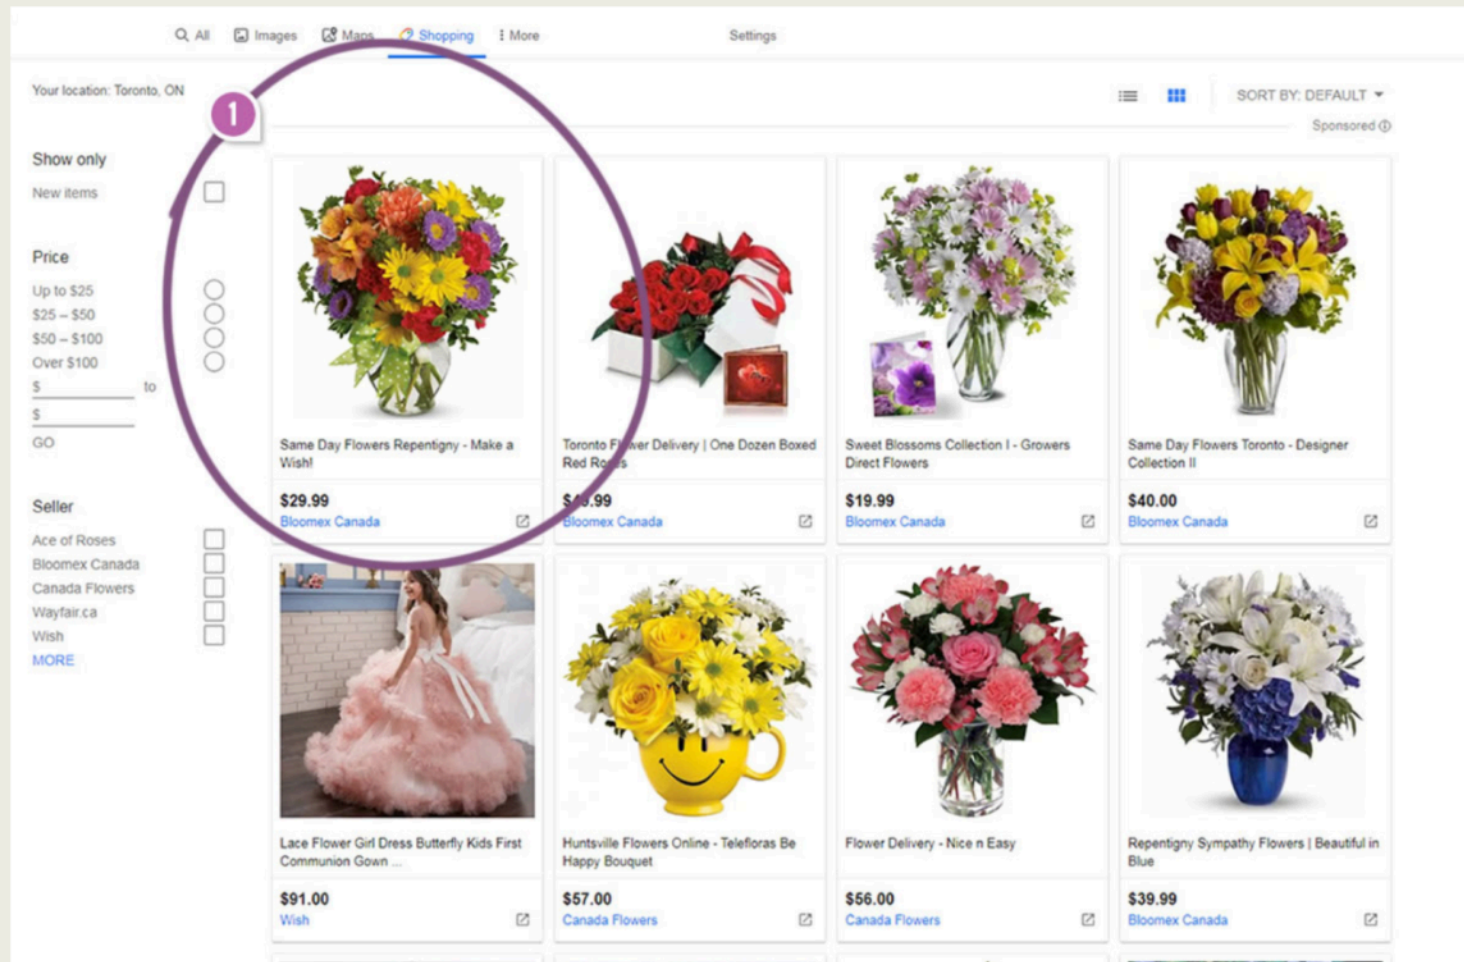 All Images Maps Shopping More Settings
Your location: Toronto, ON
SORT BY: DEFAULT
Sponsored
1
Show only
New items
Price
Up to $25
$25 – $50
$50 – $100
Over $100
$ to
$
GO
Seller
Ace of Roses
Bloomex Canada
Canada Flowers
Wayfair.ca
Wish
MORE
Same Day Flowers Repentigny - Make a
Wish!
$29.99
Bloomex Canada
Toronto Flower Delivery | One Dozen Boxed
Red Roses
Bloomex Canada
Sweet Blossoms Collection I - Growers
Direct Flowers
$19.99
Bloomex Canada
Same Day Flowers Toronto - Designer
Collection II
$40.00
Bloomex Canada
Lace Flower Girl Dress Butterfly Kids First
Communion Gown ...
$91.00
Wish
Huntsville Flowers Online - Telefloras Be
Happy Bouquet
$57.00
Canada Flowers
Flower Delivery - Nice n Easy
$56.00
Canada Flowers
Repentigny Sympathy Flowers | Beautiful in
Blue
$39.99
Bloomex Canada